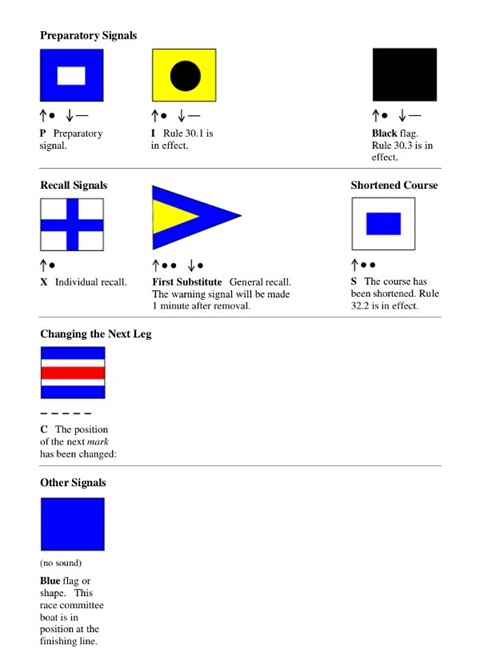 Preparatory Signals
↑● ↓— ↑● ↓— ↑● ↓—
P Preparatory
signal.
I Rule 30.1 is
in effect.
Black flag.
Rule 30.3 is in
effect.
Recall Signals
Shortened Course
↑● ↑●● ↓● ↑●●
X Individual recall.
First Substitute General recall.
The warning signal will be made
1 minute after removal.
S The course has
been shortened. Rule
32.2 is in effect.
Changing the Next Leg
– – – – –
C The position
of the next mark
has been changed:
Other Signals
(no sound)
Blue flag or
shape. This
race committee
boat is in
position at the
finishing line.